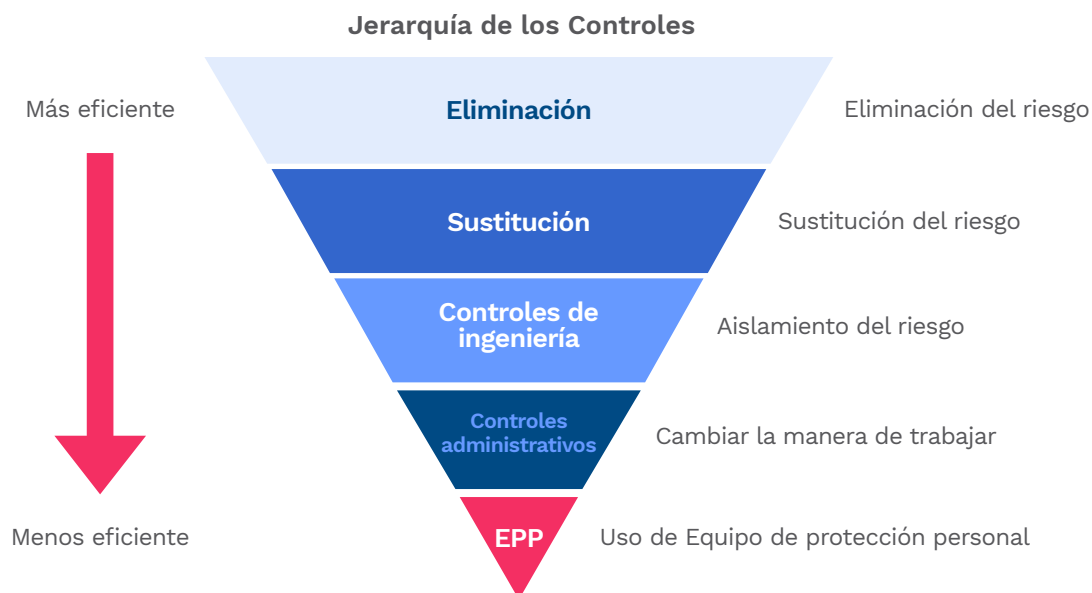 Jerarquía de los Controles
Más eficiente
Eliminación
Eliminación del riesgo
Sustitución
Sustitución del riesgo
Controles de
ingeniería
Aislamiento del riesgo
Controles
administrativos
Cambiar la manera de trabajar
Menos eficiente
EPP
Uso de Equipo de protección personal